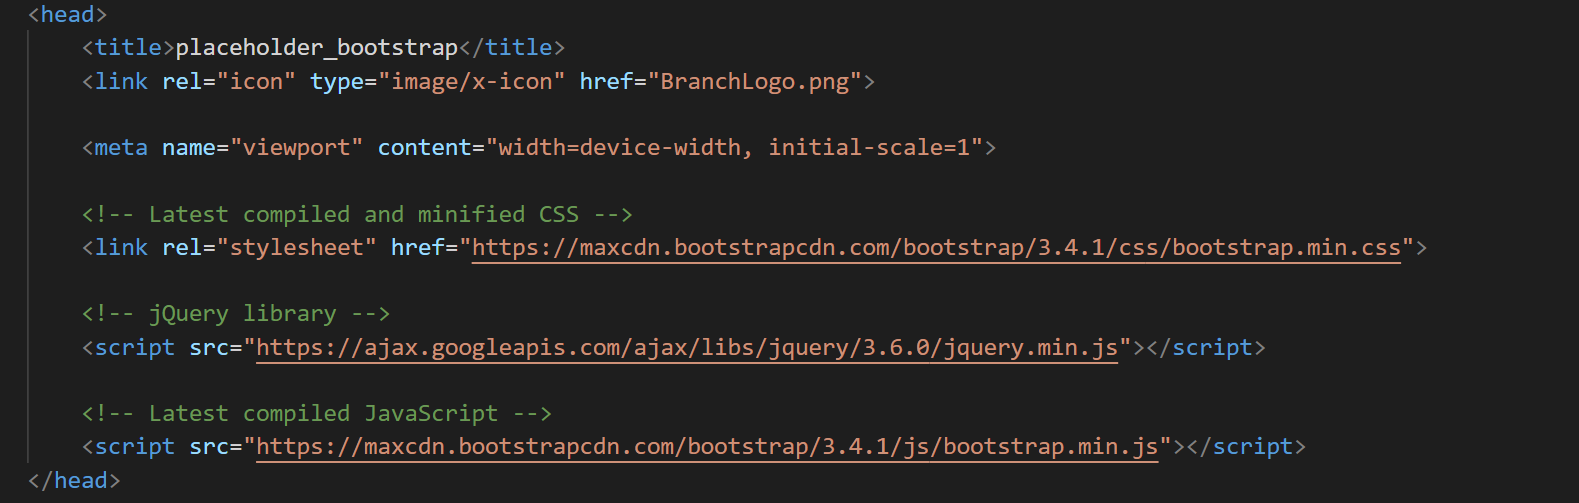 <head>
    <title>placeholder_bootstrap</title>
    <link rel="icon" type="image/x-icon" href="BranchLogo.png">

    <meta name="viewport" content="width=device-width, initial-scale=1">

    <!-- Latest compiled and minified CSS -->
    <link rel="stylesheet" href="https://maxcdn.bootstrapcdn.com/bootstrap/3.4.1/css/bootstrap.min.css">

    <!-- jQuery library -->
    <script src="https://ajax.googleapis.com/ajax/libs/jquery/3.6.0/jquery.min.js"></script>

    <!-- Latest compiled JavaScript -->
    <script src="https://maxcdn.bootstrapcdn.com/bootstrap/3.4.1/js/bootstrap.min.js"></script>
</head>